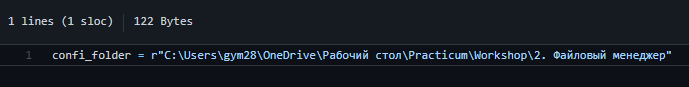 1 lines (1 sloc) 122 Bytes
1 confi_folder = r"C:\Users\gym28\OneDrive\Рабочий стол\Practicum\Workshop\2. Файловый менеджер"